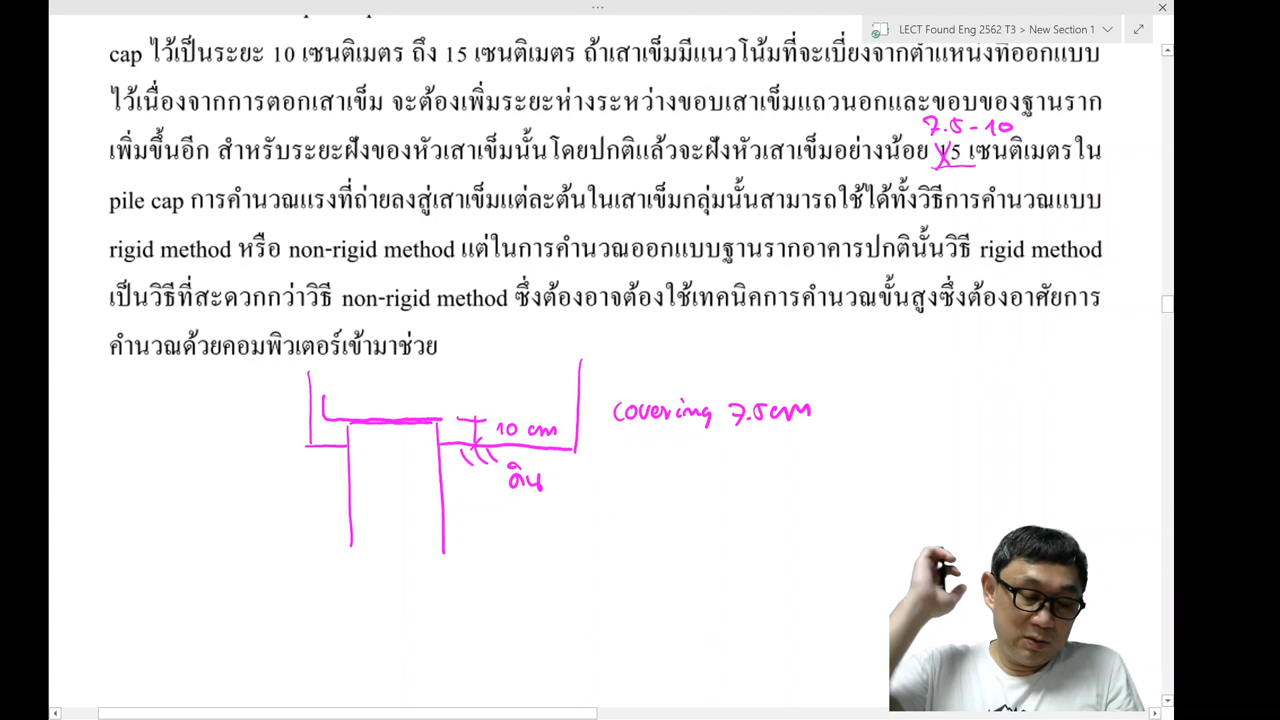 LECT Found Eng 2562 T3 > New Section 1
cap ไว้เป็นระยะ 10 เซนติเมตร ถึง 15 เซนติเมตร ถ้าเสาเข็มมีแนวโน้มที่จะเบี่ยงจากตำแหน่งที่ออกแบบ
ไว้เนื่องจากการตอกเสาเข็ม จะต้องเพิ่มระยะห่างระหว่างขอบเสาเข็มแถวนอกและขอบของฐานราก
7.5-10
เพิ่มขึ้นอีก สำหรับระยะฝังของหัวเสาเข็มนั้นโดยปกติแล้วจะฝังหัวเสาเข็มอย่างน้อย 15 เซนติเมตรใน
pile cap การคำนวณแรงที่ถ่ายลงสู่เสาเข็มแต่ละต้นในเสาเข็มกลุ่มนั้นสามารถใช้ได้ทั้งวิธีการคำนวณแบบ
rigid method หรือ non-rigid method แต่ในการคำนวณออกแบบฐานรากอาคารปกตินั้นวิธี rigid method
เป็นวิธีที่สะดวกกว่าวิธี non-rigid method ซึ่งต้องอาจต้องใช้เทคนิคการคำนวณขั้นสูงซึ่งต้องอาศัยการ
คำนวณด้วยคอมพิวเตอร์เข้ามาช่วย
covering 7.5cm
10 cm
ดิน